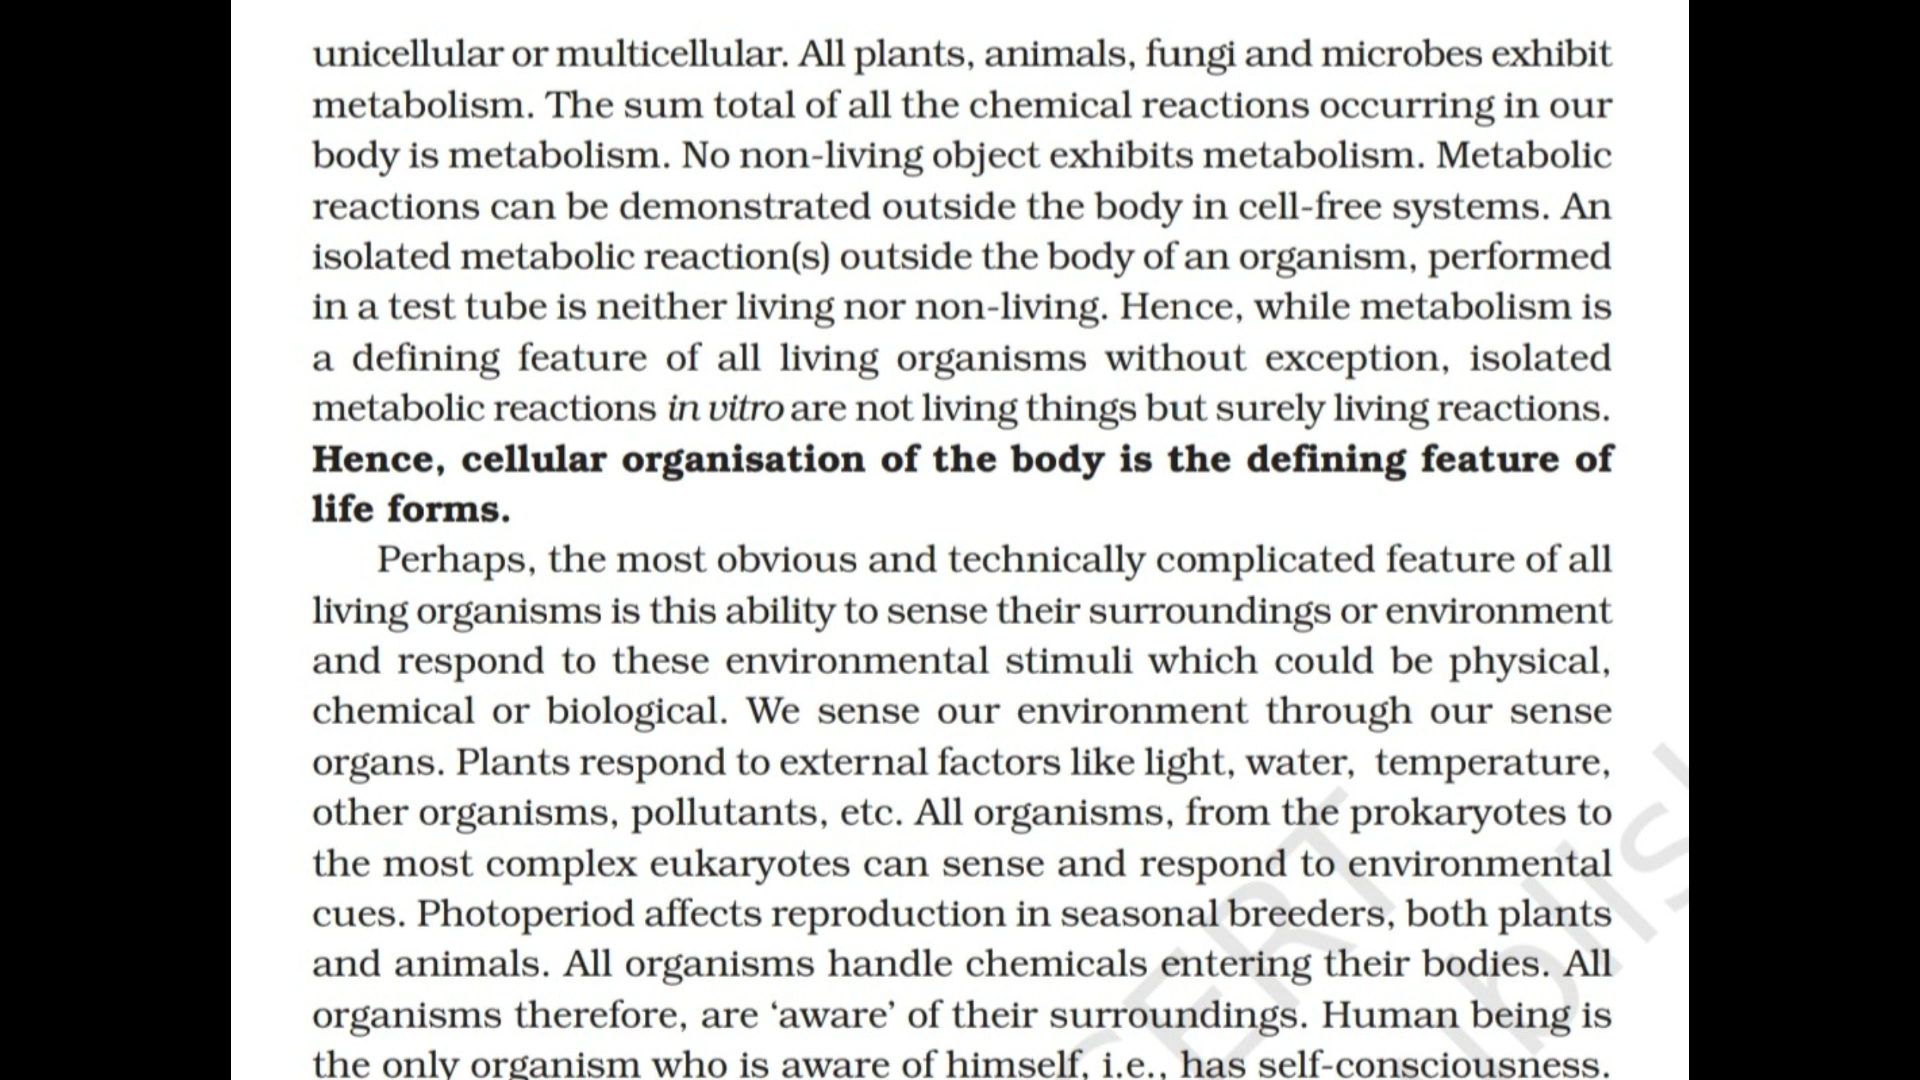 unicellular or multicellular. All plants, animals, fungi and microbes exhibit
metabolism. The sum total of all the chemical reactions occurring in our
body is metabolism. No non-living object exhibits metabolism. Metabolic
reactions can be demonstrated outside the body in cell-free systems. An
isolated metabolic reaction(s) outside the body of an organism, performed
in a test tube is neither living nor non-living. Hence, while metabolism is
a defining feature of all living organisms without exception, isolated
metabolic reactions in vitro are not living things but surely living reactions.
Hence, cellular organisation of the body is the defining feature of
life forms.
Perhaps, the most obvious and technically complicated feature of all
living organisms is this ability to sense their surroundings or environment
and respond to these environmental stimuli which could be physical,
chemical or biological. We sense our environment through our sense
organs. Plants respond to external factors like light, water, temperature,
other organisms, pollutants, etc. All organisms, from the prokaryotes to
the most complex eukaryotes can sense and respond to environmental
cues. Photoperiod affects reproduction in seasonal breeders, both plants
and animals. All organisms handle chemicals entering their bodies. All
organisms therefore, are ‘aware’ of their surroundings. Human being is
the only organism who is aware of himself, i.e., has self-consciousness.